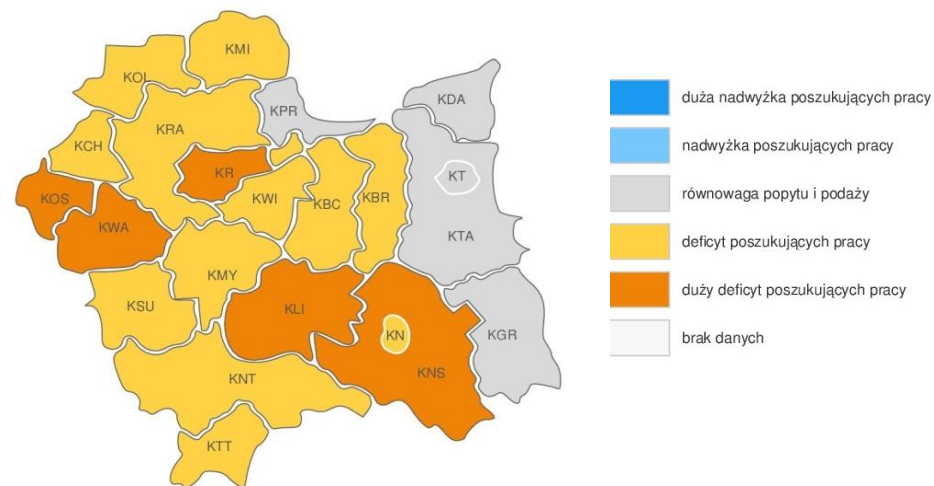 KMI
KOL
KDA
KPR
KRA
KCH
KR
KT
KOS
KWI
KBC
KBR
KWA
KTA
KMY
KSU
KLI
KN
KGR
KNS
KNT
KTT
duża nadwyżka poszukujących pracy
nadwyżka poszukujących pracy
równowaga popytu i podaży
deficyt poszukujących pracy
duży deficyt poszukujących pracy
brak danych